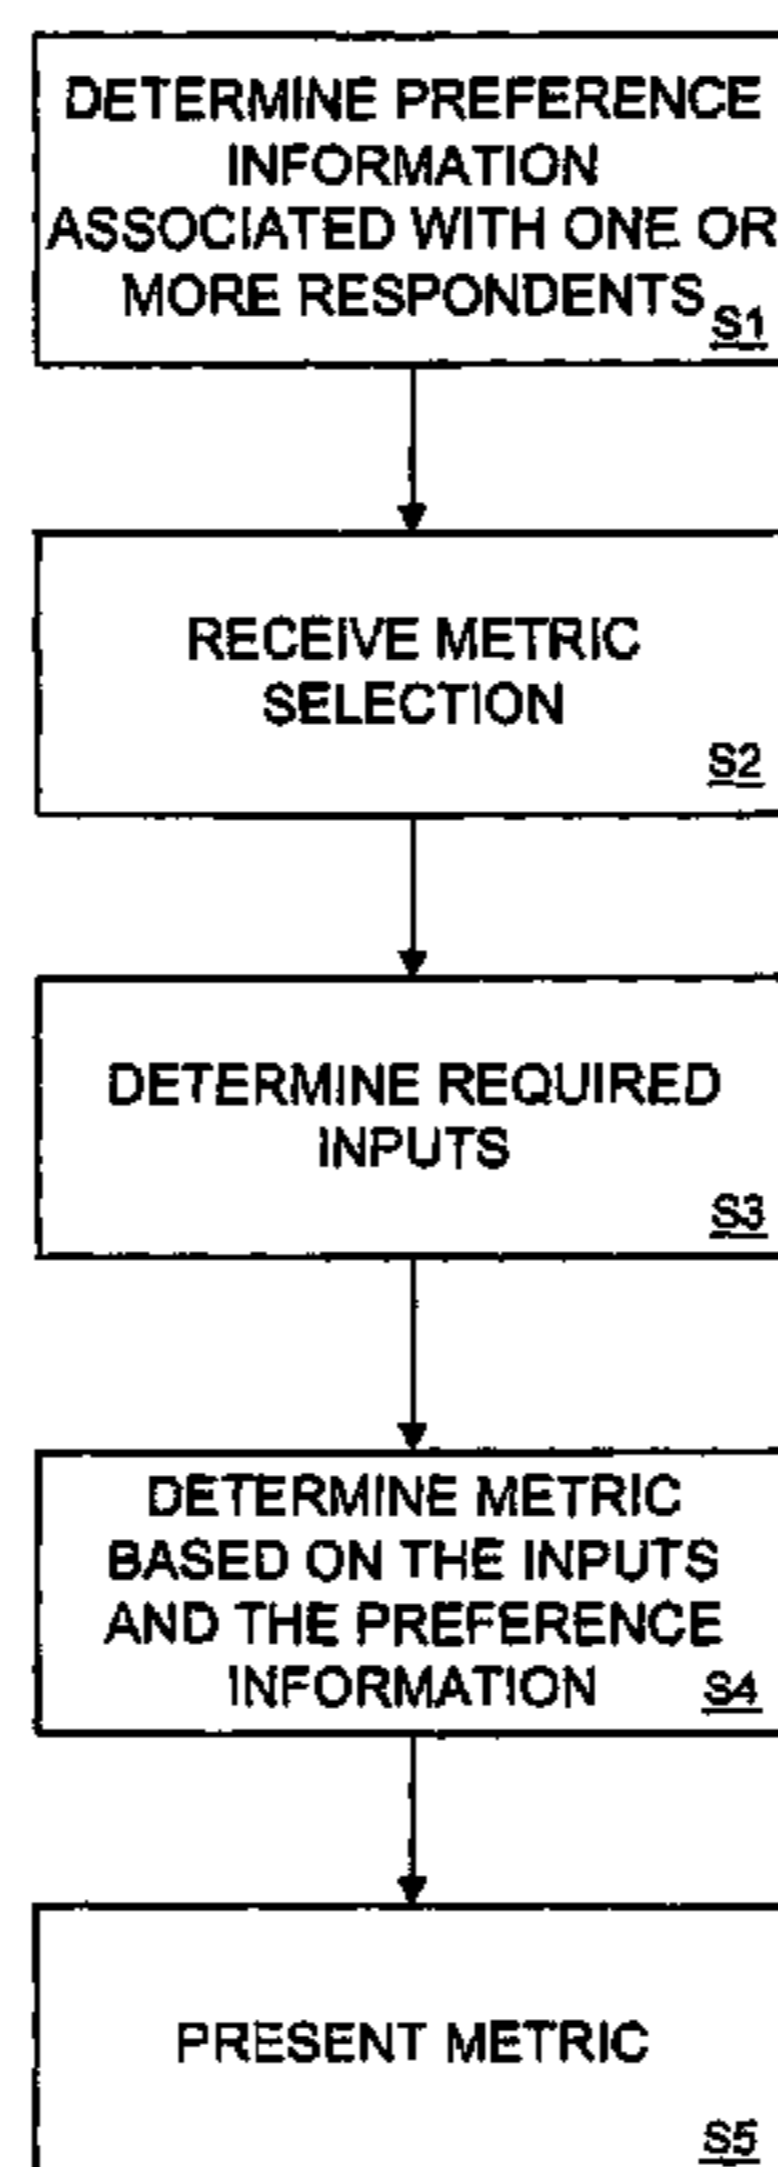 DETERMINE PREFERENCE
INFORMATION
ASSOCIATED WITH ONE OR
MORE RESPONDENTS
S1
RECEIVE METRIC
SELECTION
S2
DETERMINE REQUIRED
INPUTS
S3
DETERMINE METRIC
BASED ON THE INPUTS
AND THE PREFERENCE
INFORMATION
S4
PRESENT METRIC
S5